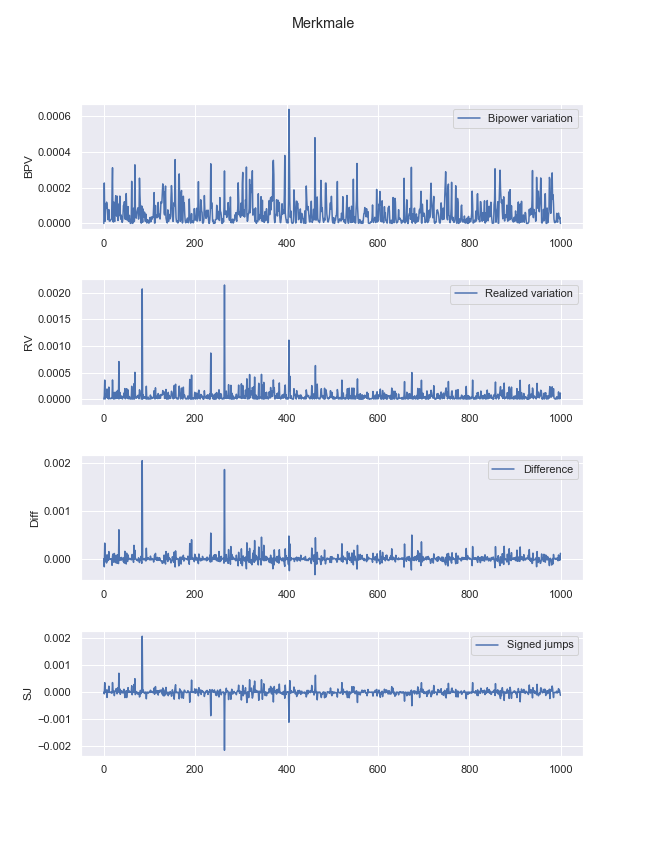 Merkmale
0.0006
0.0004
0.0002
0.0000
BPV
Bipower variation
0 200 400 600 800 1000
0.0020
0.0015
0.0010
0.0005
0.0000
RV
Realized variation
0 200 400 600 800 1000
0.002
0.001
0.000
Diff
Difference
0 200 400 600 800 1000
0.002
0.001
0.000
−0.001
−0.002
SJ
Signed jumps
0 200 400 600 800 1000